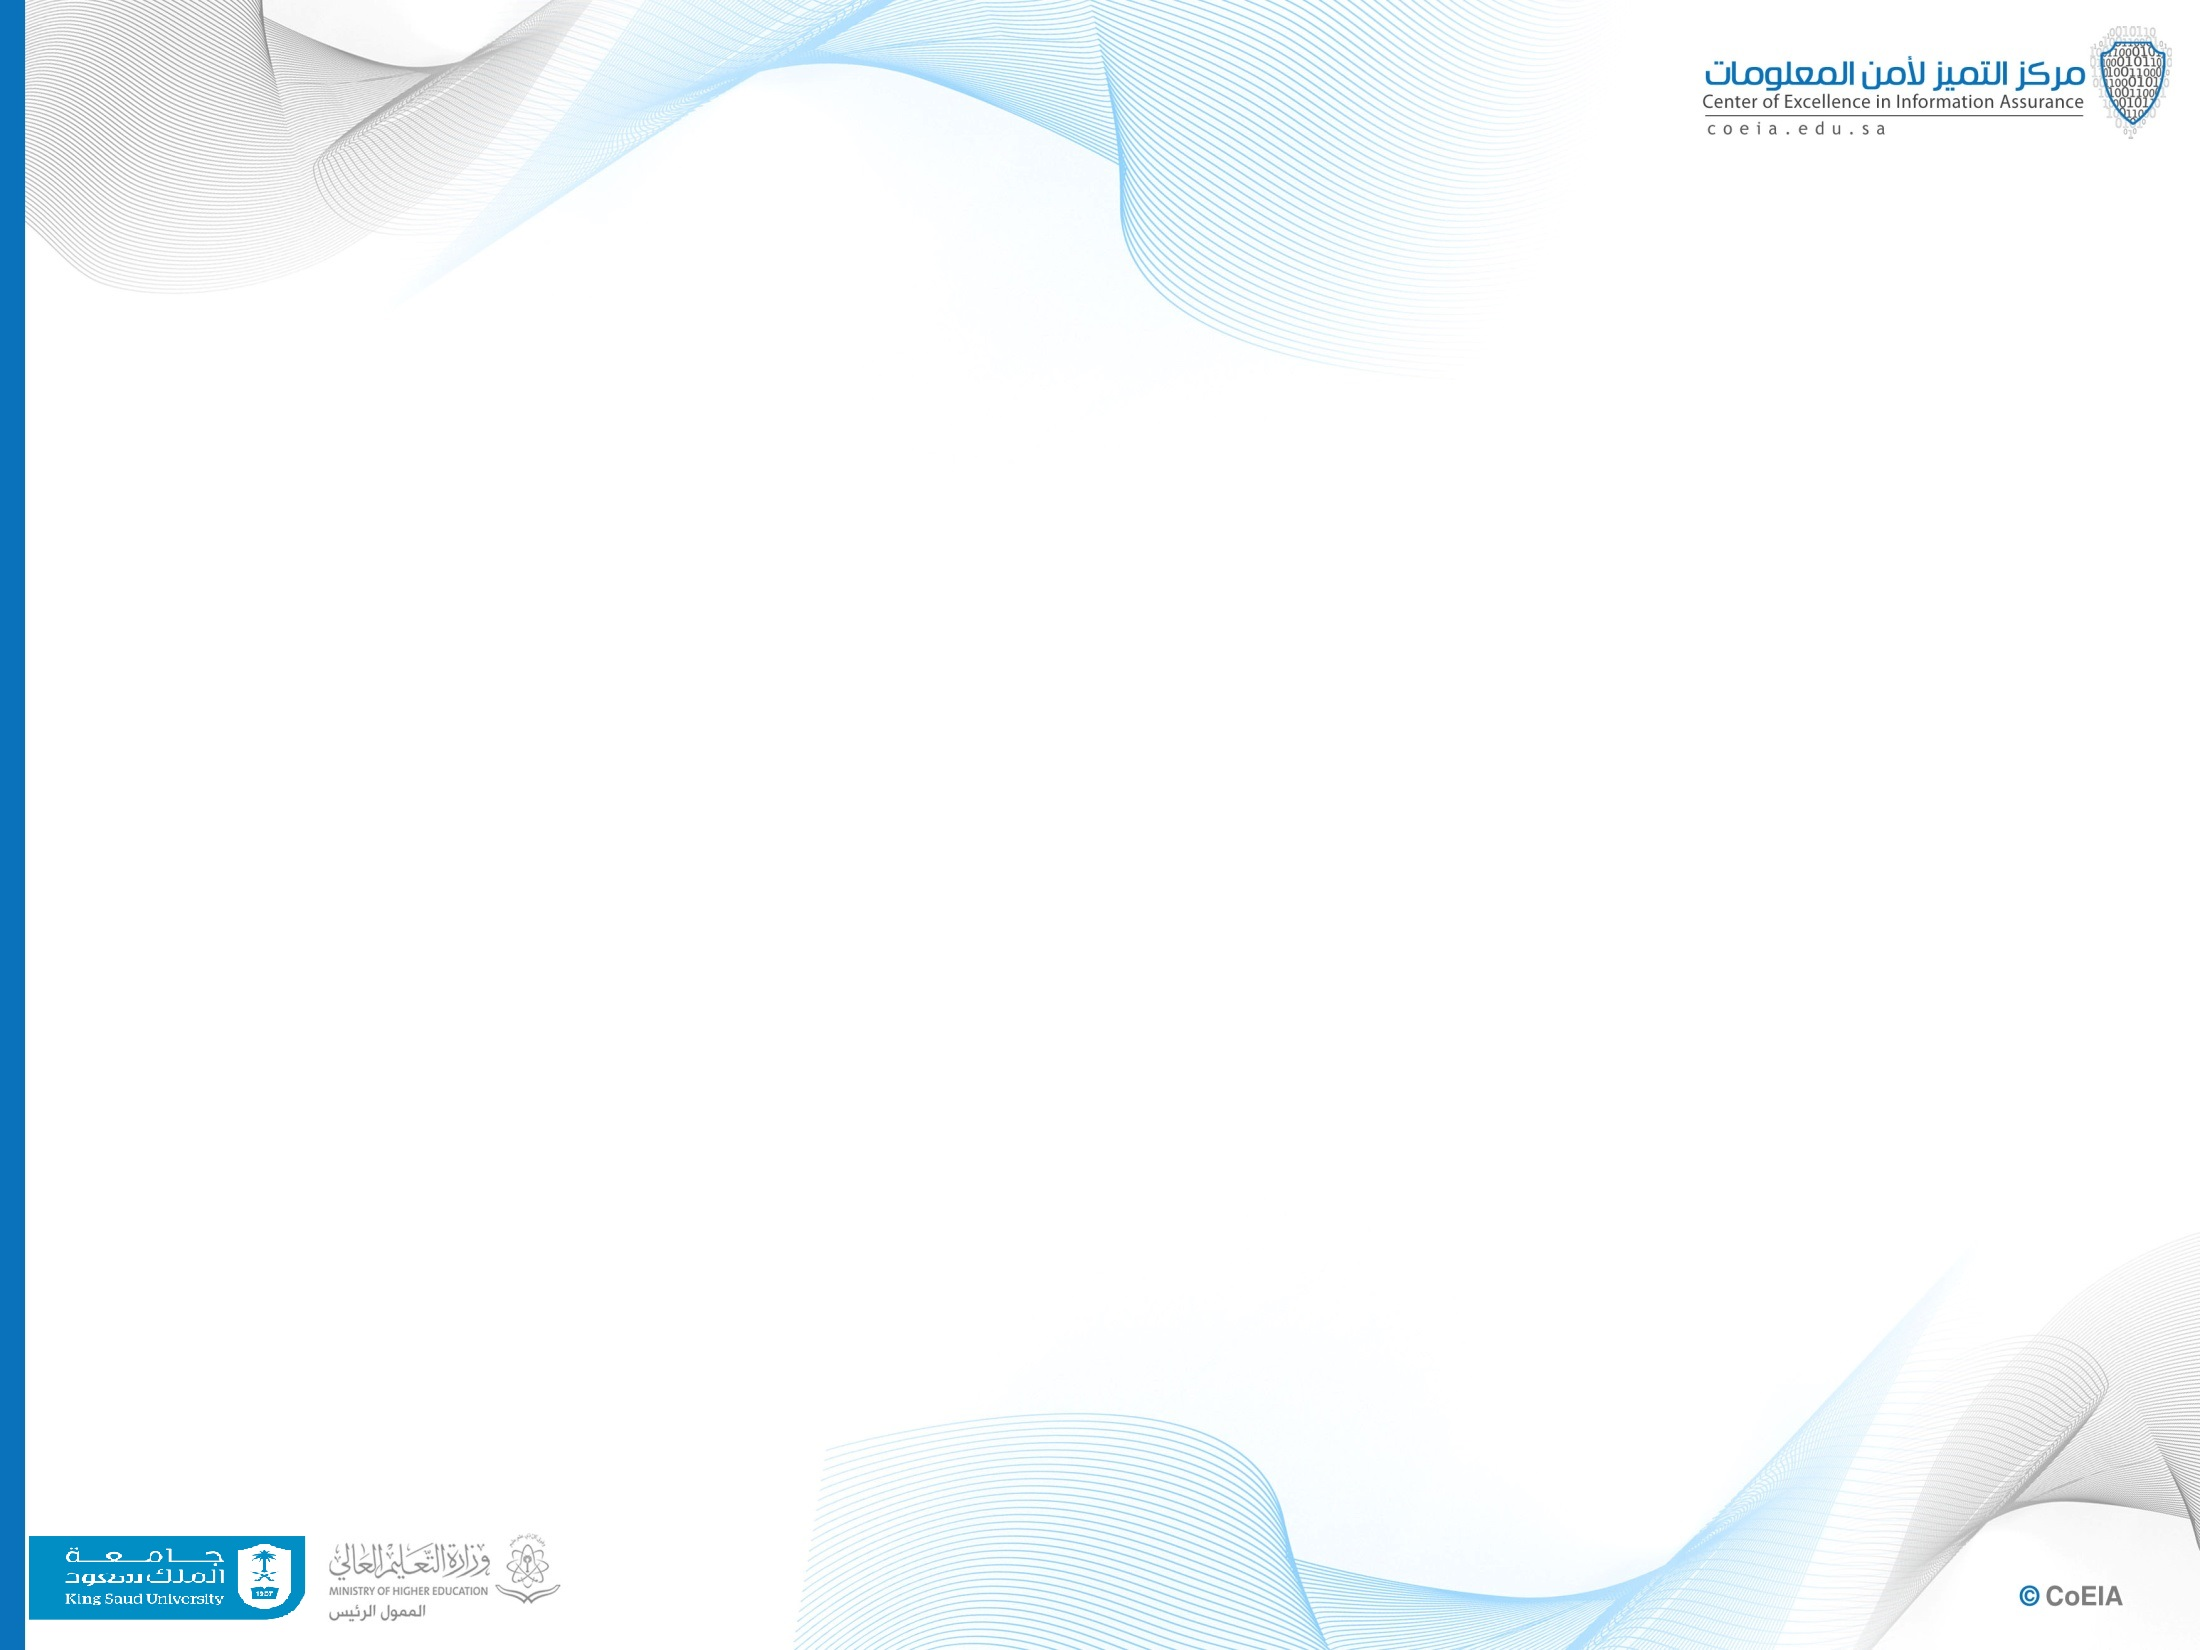 مركز التميز لأمن المعلومات
Center of Excellence in Information Assurance
coeia.edu.sa
جامعة
الملك سعود
King Saud University
1957
وزارة التعليم العالي
MINISTRY OF HIGHER EDUCATION
الممول الرئيس
© CoEIA